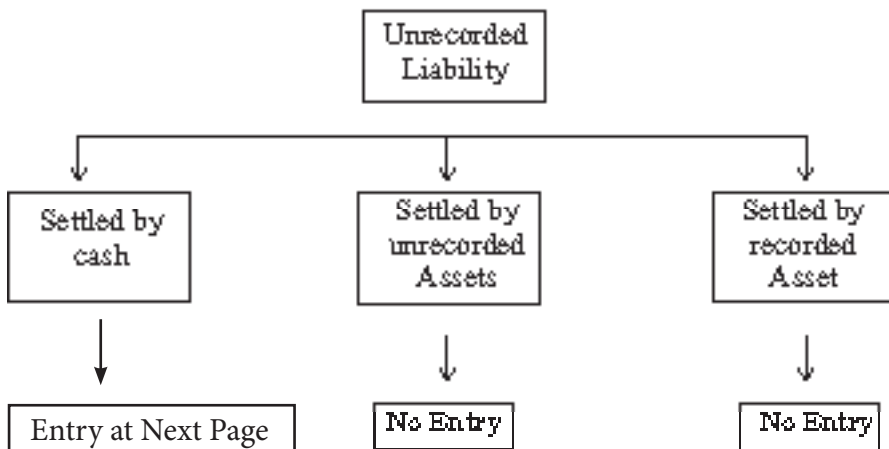 Unrecorded
Liability
Settled by
cash
Settled by
unrecorded
Assets
Settled by
recorded
Asset
Entry at Next Page
No Entry
No Entry